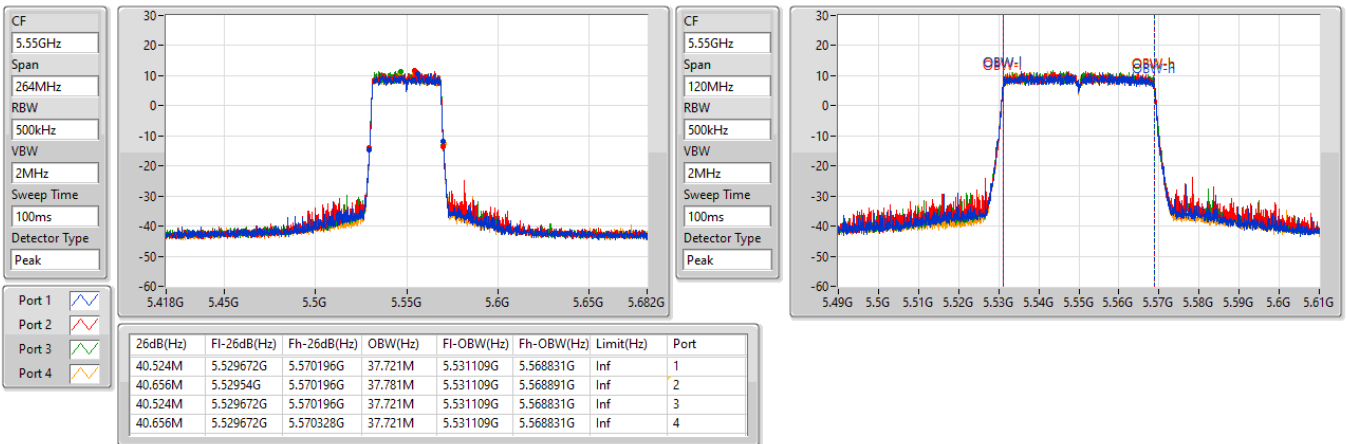 CF
5.55GHz
Span
264MHz
RBW
500kHz
VBW
2MHz
Sweep Time
100ms
Detector Type
Peak
30
20
10
0
-10
-20
-30
-40
-50
-60
5.418G 5.45G 5.5G 5.55G 5.6G 5.65G 5.682G
CF
5.55GHz
Span
120MHz
RBW
500kHz
VBW
2MHz
Sweep Time
100ms
Detector Type
Peak
30
20
10
0
-10
-20
-30
-40
-50
-60
OBW-l OBW-h
OBW-h
5.49G 5.5G 5.51G 5.52G 5.53G 5.54G 5.55G 5.56G 5.57G 5.58G 5.59G 5.6G 5.61G
Port 1
Port 2
Port 3
Port 4
26dB(Hz) Fl-26dB(Hz) Fh-26dB(Hz) OBW(Hz) Fl-OBW(Hz) Fh-OBW(Hz) Limit(Hz) Port
40.524M 5.529672G 5.570196G 37.721M 5.531109G 5.568831G Inf 1
40.656M 5.52954G 5.570196G 37.781M 5.531109G 5.568891G Inf 2
40.524M 5.529672G 5.570196G 37.721M 5.531109G 5.568831G Inf 3
40.656M 5.529672G 5.570328G 37.721M 5.531109G 5.568831G Inf 4